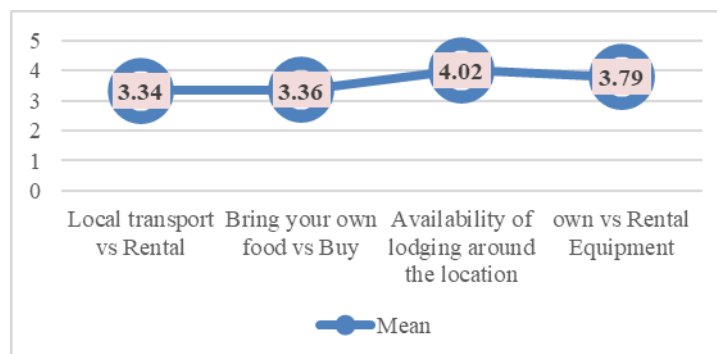 5
4
3
2
1
0
3.34
3.36
4.02
3.79
Local transport
vs Rental
Bring your own
food vs Buy
Availability of
lodging around
the location
own vs Rental
Equipment
Mean